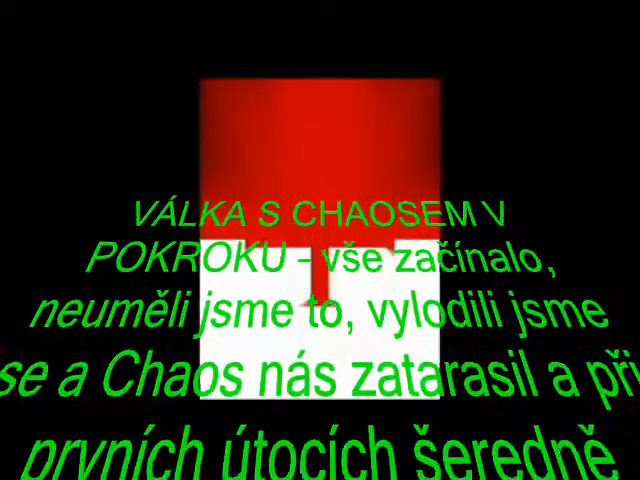 VÁLKA S CHAOSEM V
POKROKU - vše začínalo,
neuměli jsme to, vylodili jsme
se a Chaos nás zatarasil a při
prvních útocích šeredně